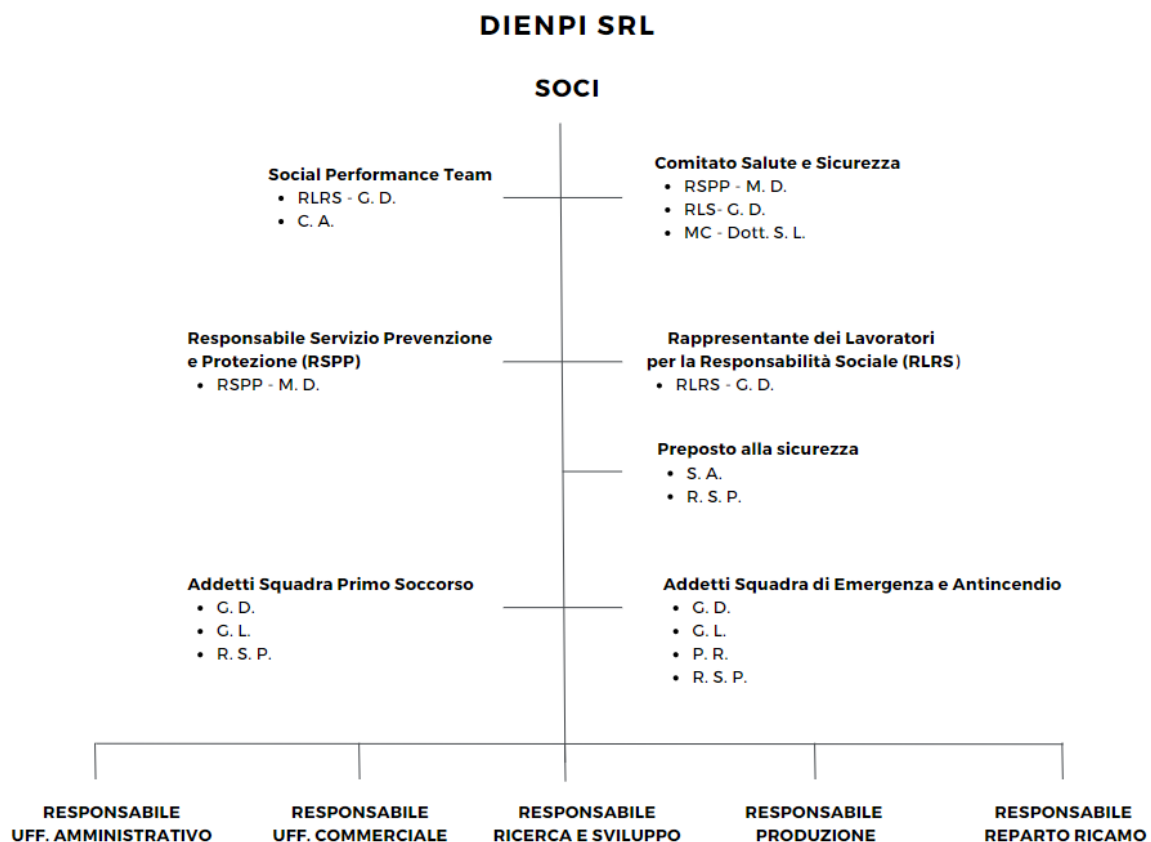 DIENPI SRL
SOCI
Social Performance Team
• RLRS - G. D.
• C. A.
Comitato Salute e Sicurezza
• RSPP - M. D.
• RLS- G. D.
• MC - Dott. S. L.
Responsabile Servizio Prevenzione
e Protezione (RSPP)
• RSPP - M. D.
Rappresentante dei Lavoratori
per la Responsabilità Sociale (RLRS)
• RLRS - G. D.
Preposto alla sicurezza
• S. A.
• R. S. P.
Addetti Squadra Primo Soccorso
• G. D.
• G. L.
• R. S. P.
Addetti Squadra di Emergenza e Antincendio
• G. D.
• G. L.
• P. R.
• R. S. P.
RESPONSABILE
UFF. AMMINISTRATIVO
RESPONSABILE
UFF. COMMERCIALE
RESPONSABILE
RICERCA E SVILUPPO
RESPONSABILE
PRODUZIONE
RESPONSABILE
REPARTO RICAMO